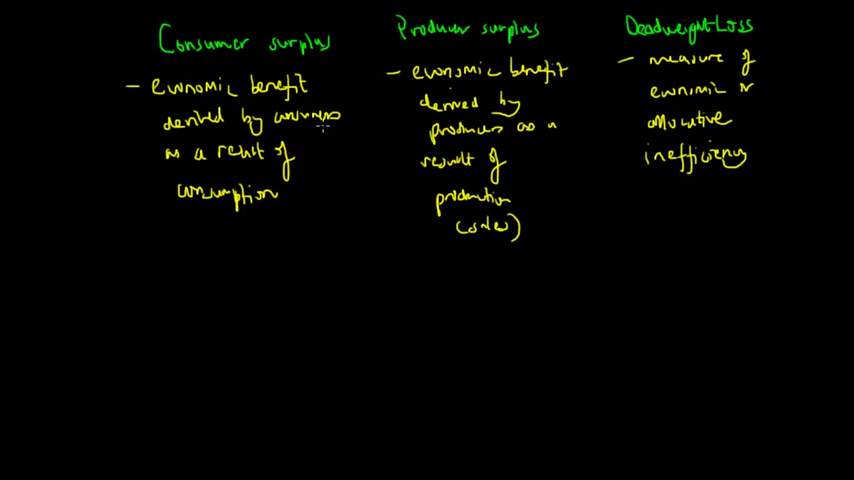 Consumer surplus
- economic benefit
derived by consumers
as a result of
consumption
Producer surplus
- economic benefit
derived by
producers as a
result of
production
(sales)
Deadweight Loss
- measure of
economic or
allocative
inefficiency